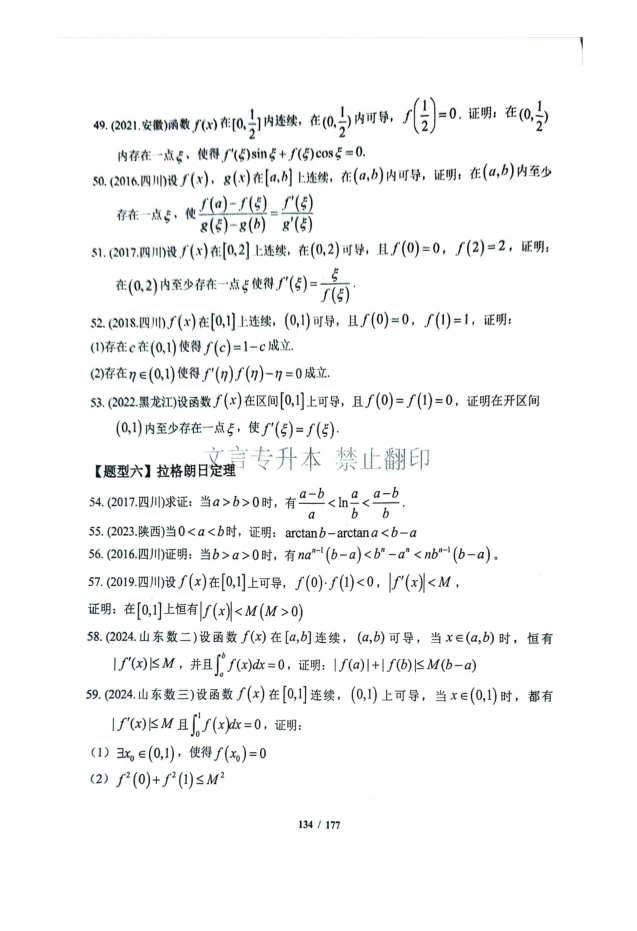 49. (2021.安徽)函数 f(x) 在[0, 1/2]内连续，在(0, 1/2)内可导，f(1/2)=0. 证明：在(0, 1/2)
内存在一点 ξ，使得 f'(ξ)sin ξ + f(ξ)cos ξ = 0.
50. (2016.四川)设 f(x)，g(x)在[a,b]上连续，在(a,b)内可导，证明：在(a,b)内至少
存在一点 ξ，使 (f(a)-f(ξ))/(g(ξ)-g(b)) = f'(ξ)/g'(ξ)
51. (2017.四川)设 f(x)在[0,2]上连续，在(0,2)可导，且 f(0)=0，f(2)=2，证明：
在(0,2)内至少存在一点 ξ 使得 f'(ξ)= ξ/f(ξ).
52. (2018.四川) f(x)在[0,1]上连续，(0,1)可导，且 f(0)=0，f(1)=1，证明：
(1)存在c在(0,1)使得 f(c)=1-c成立.
(2)存在η∈(0,1)使得 f'(η)f(η)-η=0成立.
53. (2022.黑龙江)设函数 f(x)在区间[0,1]上可导，且 f(0)=f(1)=0，证明在开区间
(0,1)内至少存在一点 ξ，使 f'(ξ)=f(ξ).
文言专升本 禁止翻印
【题型六】拉格朗日定理
54. (2017.四川)求证：当a>b>0时，有 (a-b)/a < ln a/b < (a-b)/b.
55. (2023.陕西)当0<a<b时，证明：arctan b-arctan a<b-a
56. (2016.四川)证明：当b>a>0时，有naⁿ⁻¹(b-a)<bⁿ-aⁿ<nbⁿ⁻¹(b-a)。
57. (2019.四川)设 f(x)在[0,1]上可导，f(0)·f(1)<0，|f'(x)|<M，
证明：在[0,1]上恒有|f(x)|<M(M>0)
58. (2024.山东数二)设函数 f(x) 在 [a,b] 连续，(a,b) 可导，当 x∈(a,b) 时，恒有
|f'(x)|≤M，并且∫ₐᵇ f(x)dx=0，证明：|f(a)|+|f(b)|≤M(b-a)
59. (2024.山东数三)设函数 f(x) 在 [0,1] 连续，(0,1) 上可导，当 x∈(0,1) 时，都有
|f'(x)|≤M 且∫₀¹ f(x)dx=0，证明：
（1）∃x₀∈(0,1)，使得 f(x₀)=0
（2）f²(0)+f²(1)≤M²
134 / 177